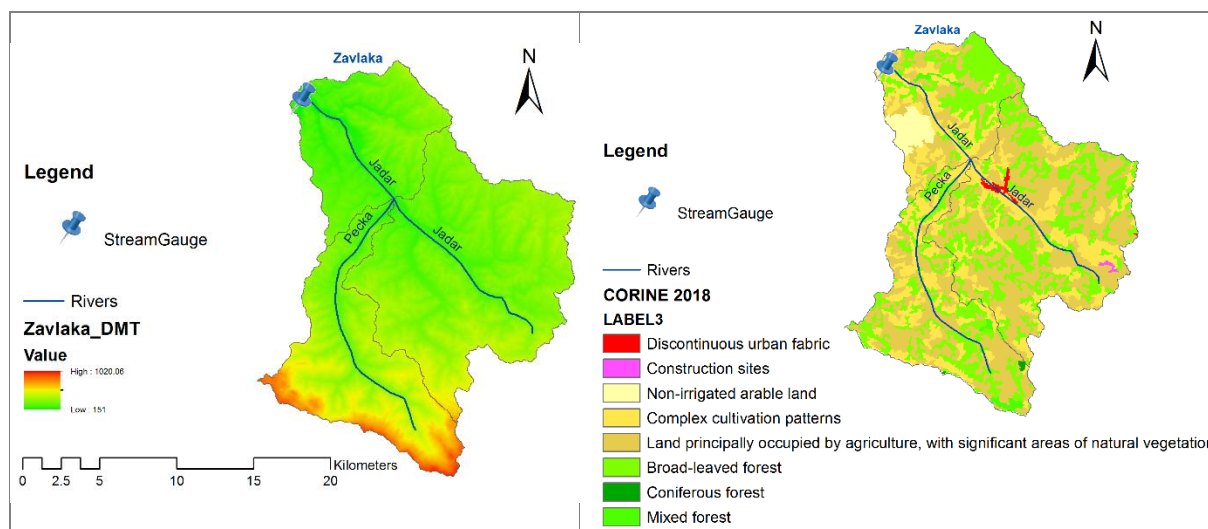 Zavlaka
N
Jadar
Pecka
Jadar
Legend
StreamGauge
Rivers
Zavlaka_DMT
Value
High : 1020.06
Low : 151
Kilometers
0 2.5 5 10 15 20
Zavlaka
N
Jadar
Pecka
Jadar
Legend
StreamGauge
Rivers
CORINE 2018
LABEL3
Discontinuous urban fabric
Construction sites
Non-irrigated arable land
Complex cultivation patterns
Land principally occupied by agriculture, with significant areas of natural vegetation
Broad-leaved forest
Coniferous forest
Mixed forest